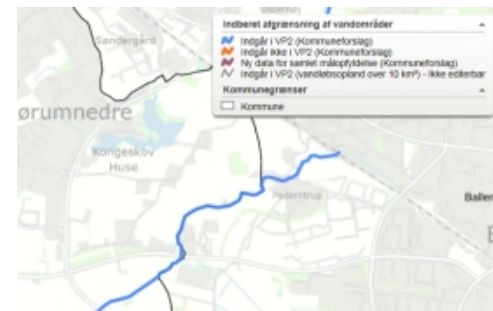 Indberet afgrænsning af vandområder
Indgår i VP2 (Kommuneforslag)
Indgår ikke i VP2 (Kommuneforslag)
Ny data for samlet målopfyldelse (Kommuneforslag)
Indgår i VP2 (vandløbsopland over 10 km²) - Ikke editerbar
Kommunegrænser
Kommune
Søndergård
ørumnedre
Kongeskov
Huse
Pederstrup
Baller